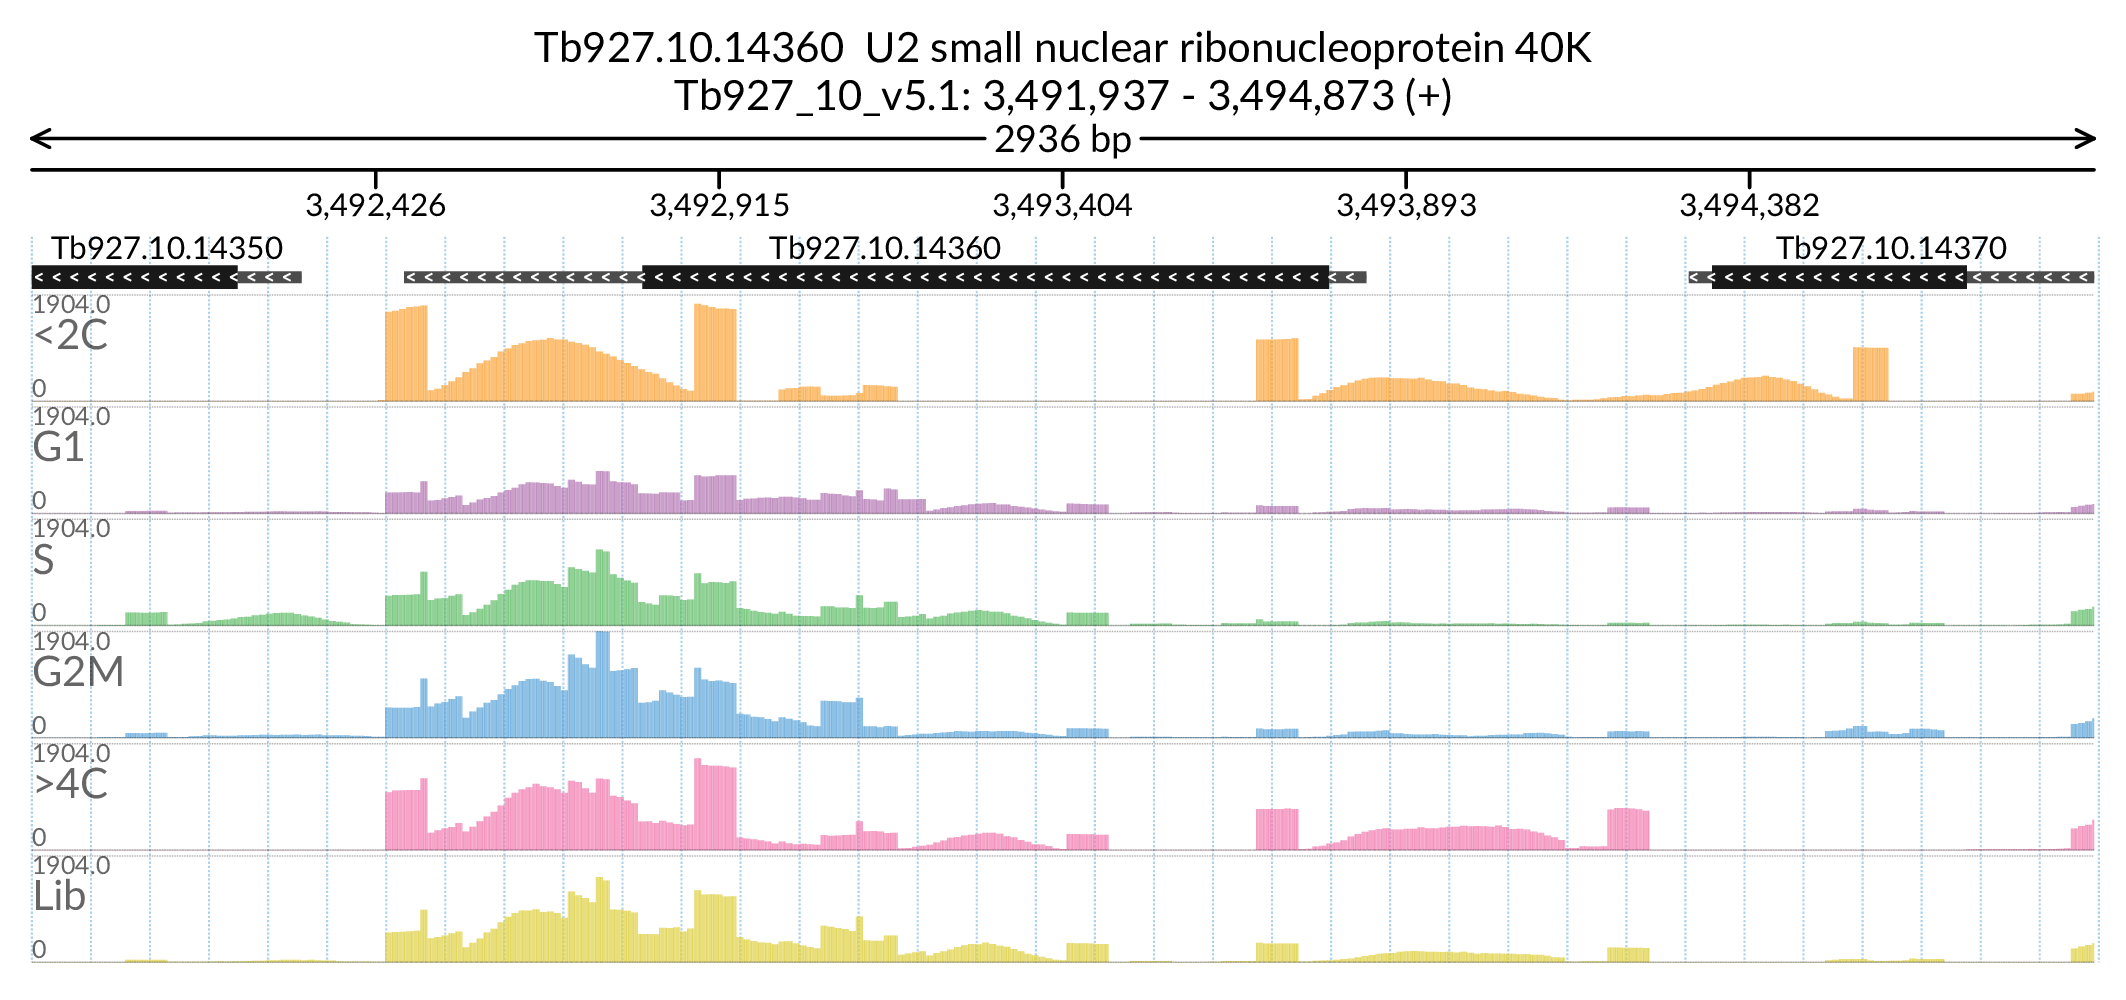 Tb927.10.14360  U2 small nuclear ribonucleoprotein 40K
Tb927_10_v5.1: 3,491,937 - 3,494,873 (+)
2936 bp
3,492,426 3,492,915 3,493,404 3,493,893 3,494,382
Tb927.10.14350 Tb927.10.14360 Tb927.10.14370
1904.0
<2C
0
1904.0
G1
0
1904.0
S
0
1904.0
G2M
0
1904.0
>4C
0
1904.0
Lib
0